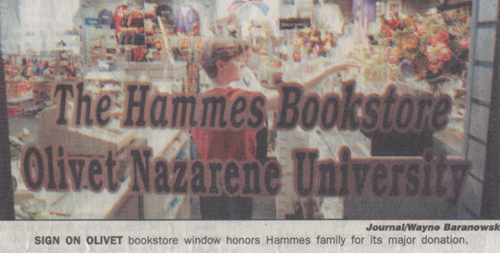 The Hammes Bookstore
Olivet Nazarene University
Journal/Wayne Baranowsk
SIGN ON OLIVET bookstore window honors Hammes family for its major donation.